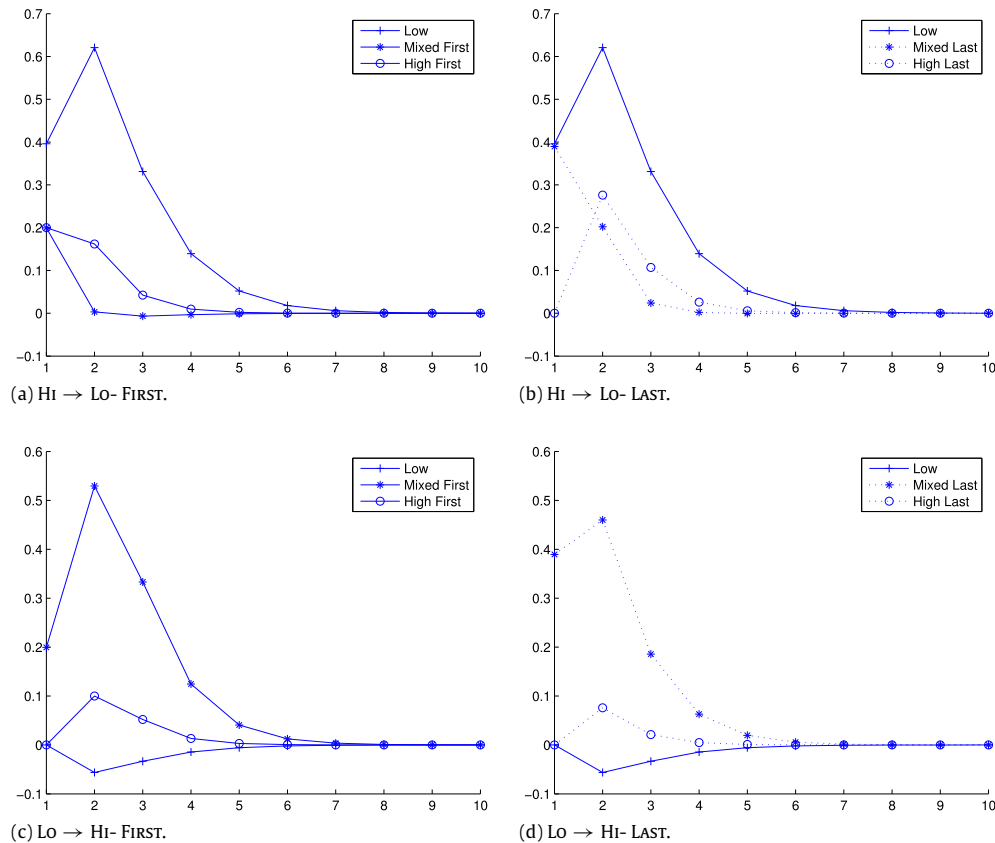 0.7
0.6
0.5
0.4
0.3
0.2
0.1
0
−0.1
1 2 3 4 5 6 7 8 9 10
Low
Mixed First
High First
(a) Hi → Lo- First.
0.7
0.6
0.5
0.4
0.3
0.2
0.1
0
−0.1
1 2 3 4 5 6 7 8 9 10
Low
Mixed Last
High Last
(b) Hi → Lo- Last.
0.6
0.5
0.4
0.3
0.2
0.1
0
−0.1
1 2 3 4 5 6 7 8 9 10
Low
Mixed First
High First
(c) Lo → Hi- First.
0.6
0.5
0.4
0.3
0.2
0.1
0
−0.1
1 2 3 4 5 6 7 8 9 10
Low
Mixed Last
High Last
(d) Lo → Hi- Last.